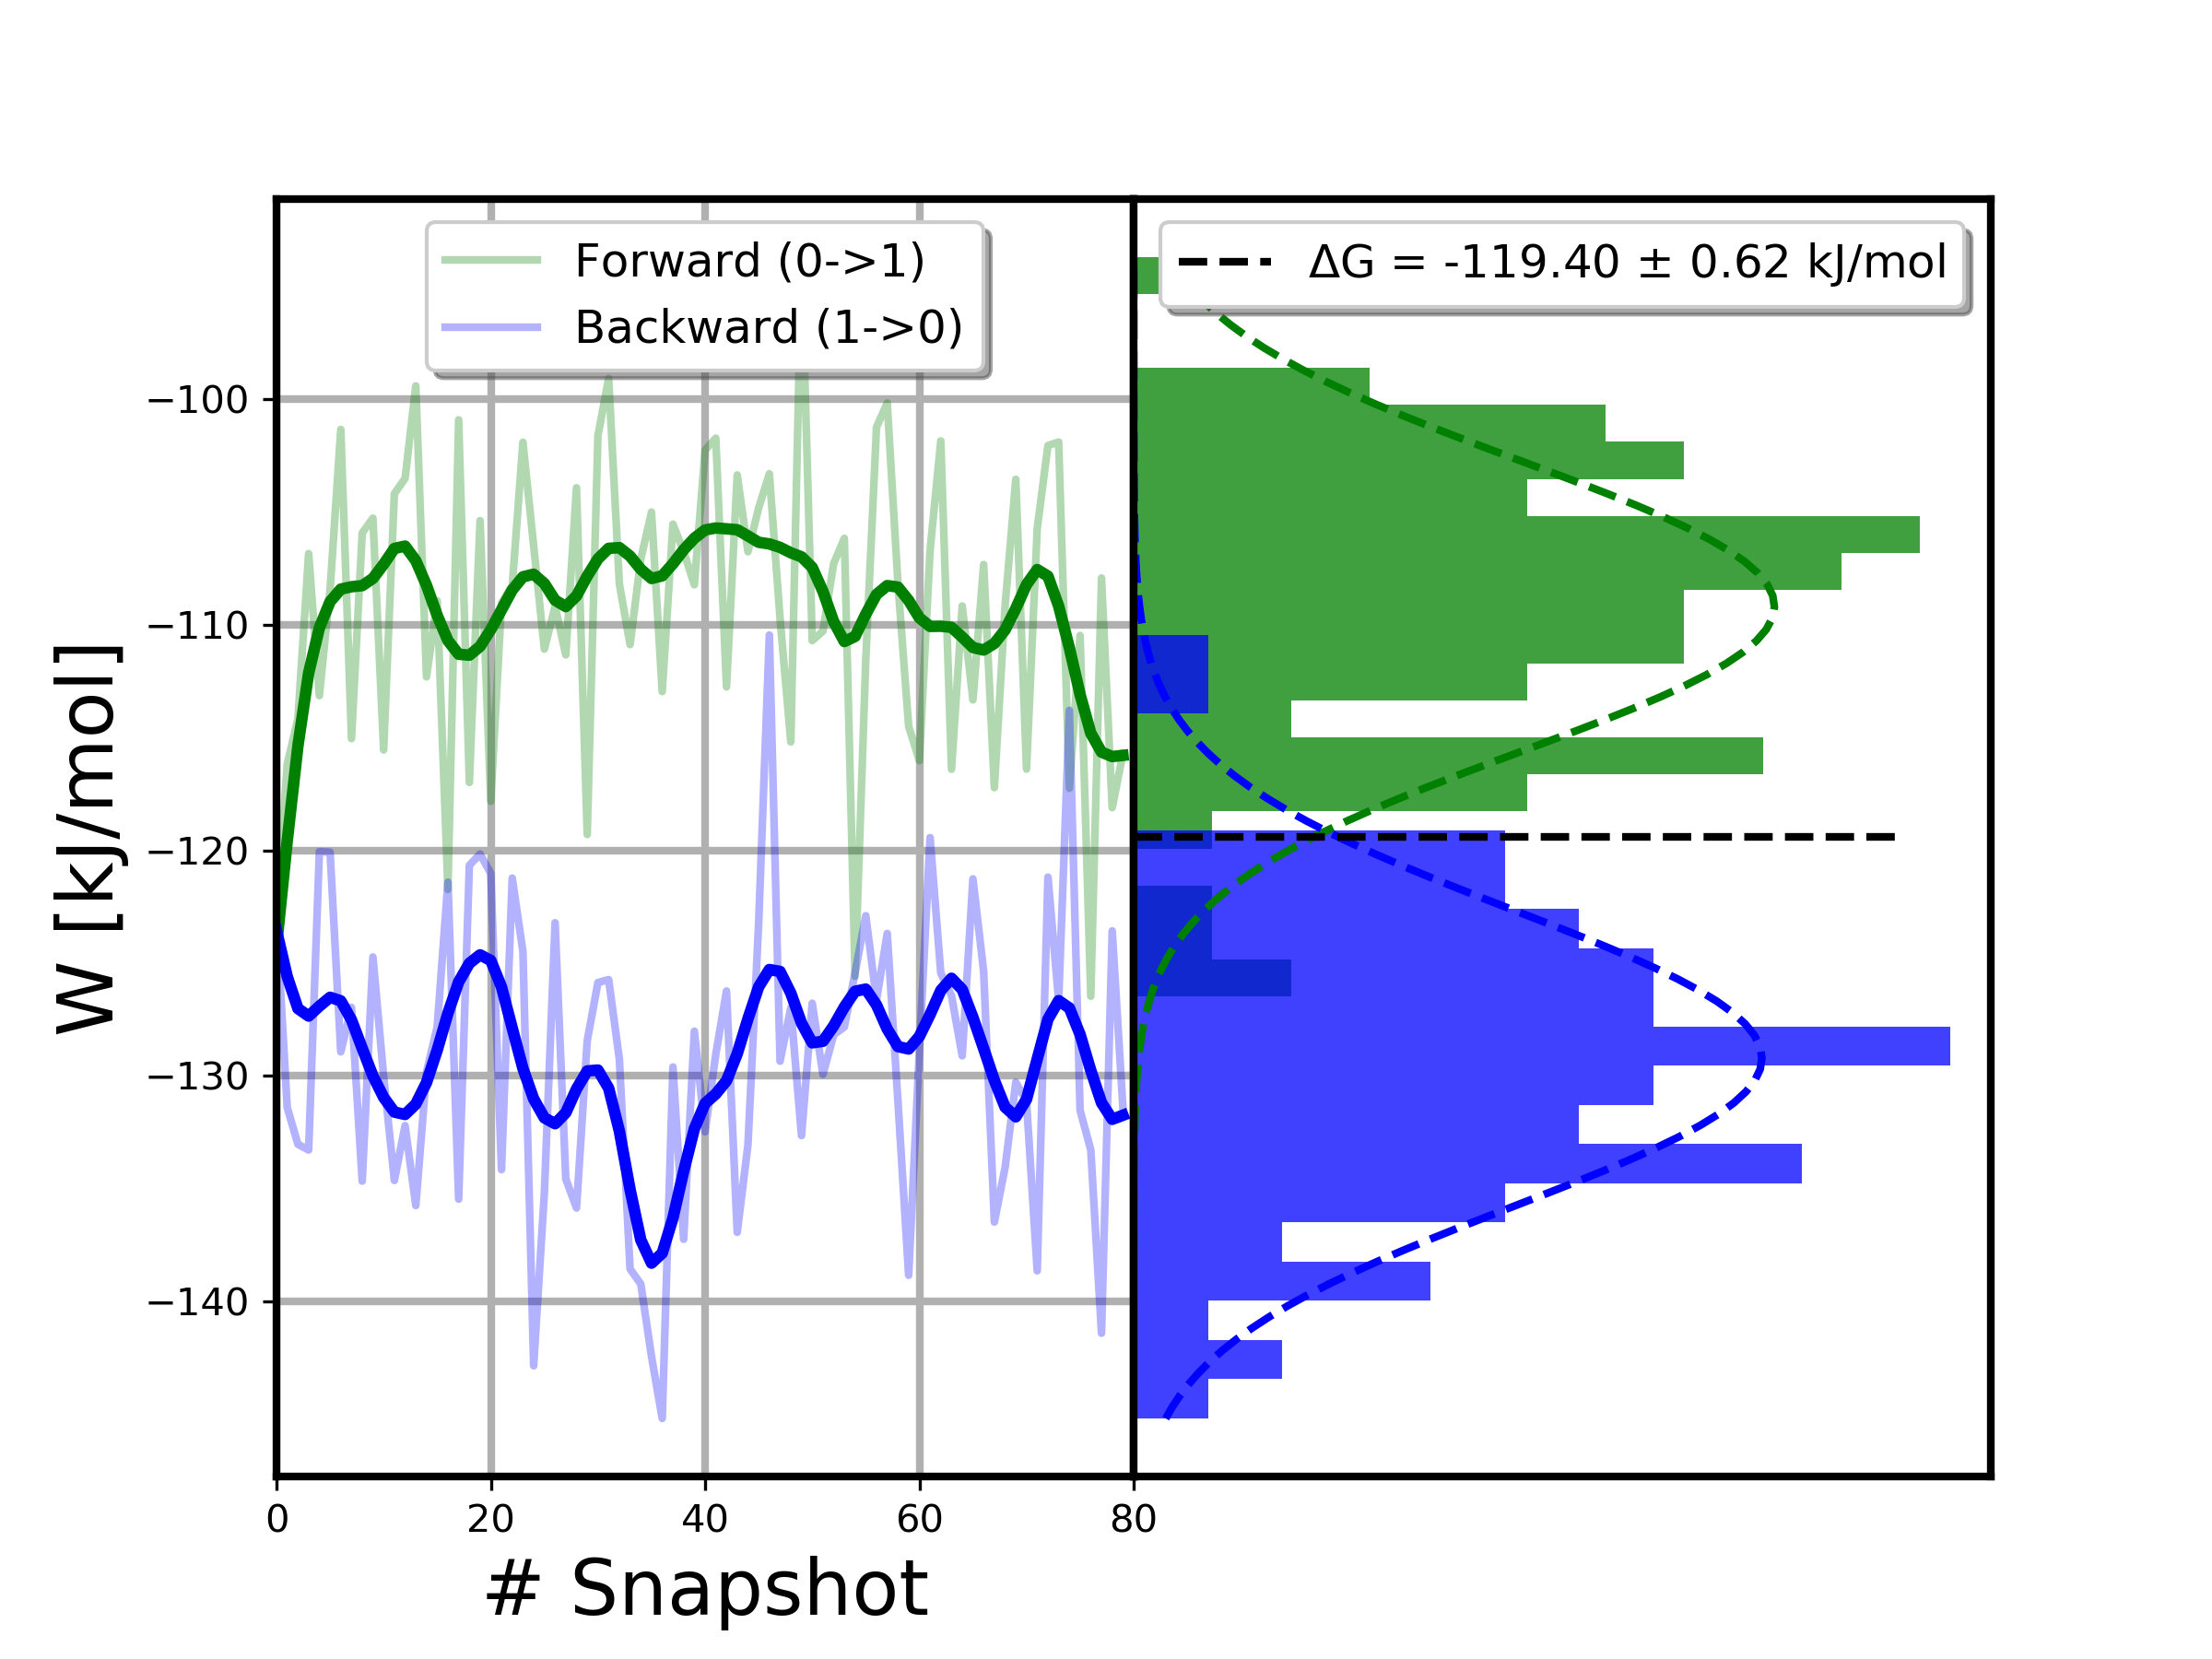 Forward (0->1)
Backward (1->0)
ΔG = -119.40 ± 0.62 kJ/mol
W [kJ/mol]
−100
−110
−120
−130
−140
0 20 40 60 80
# Snapshot